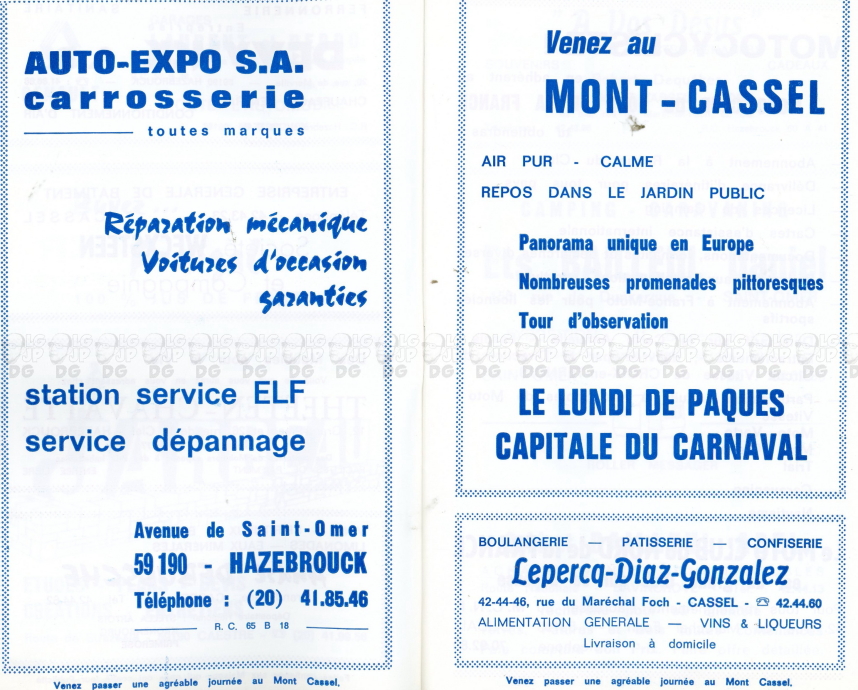 AUTO-EXPO S.A.
carrosserie
toutes marques
Réparation mécanique
Voitures d'occasion
garanties
station service ELF
service dépannage
Avenue de Saint-Omer
59190 - HAZEBROUCK
Téléphone : (20) 41.85.46
R.C. 65 B 18
Venez passer une agréable journée au Mont Cassel.
Venez au
MONT-CASSEL
AIR PUR - CALME
REPOS DANS LE JARDIN PUBLIC
Panorama unique en Europe
Nombreuses promenades pittoresques
Tour d'observation
LE LUNDI DE PAQUES
CAPITALE DU CARNAVAL
BOULANGERIE — PATISSERIE — CONFISERIE
Lepercq-Diaz-Gonzalez
42-44-46, rue du Maréchal Foch - CASSEL - ☎ 42.44.60
ALIMENTATION GENERALE — VINS & LIQUEURS
Livraison à domicile
Venez passer une agréable journée au Mont Cassel.